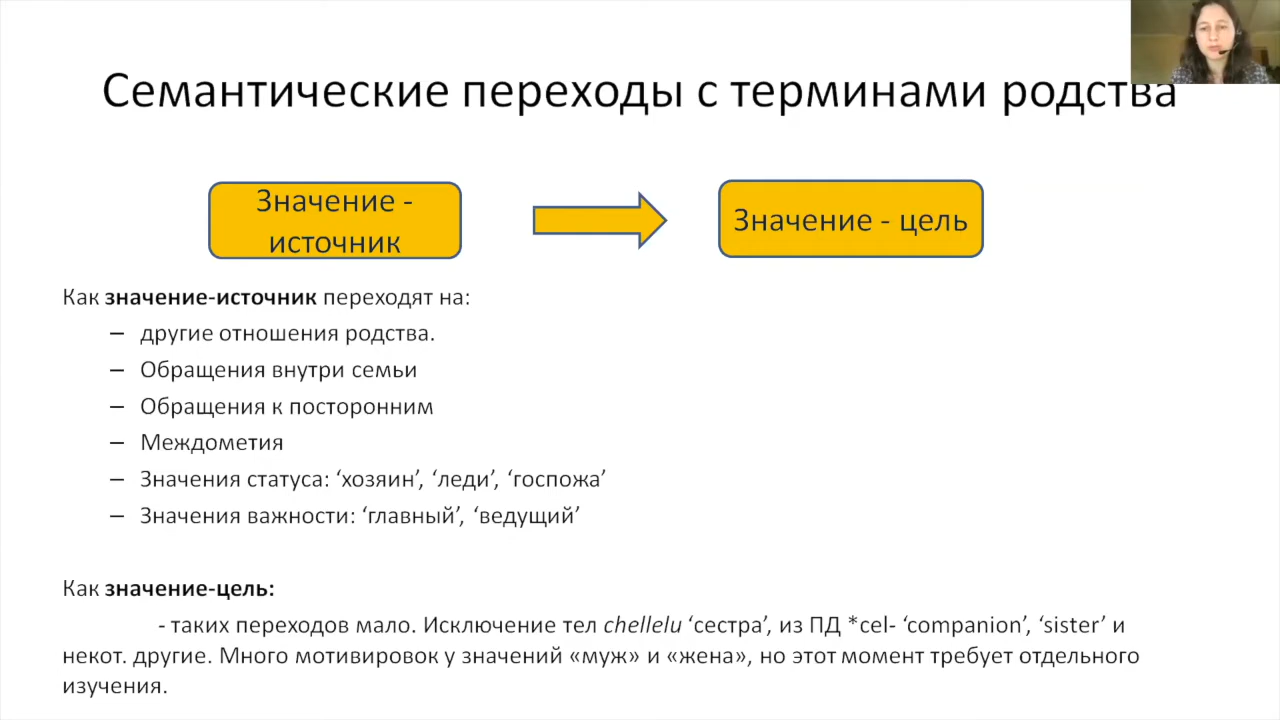 Семантические переходы с терминами родства
Значение -
источник
Значение - цель
Как значение-источник переходят на:
– другие отношения родства.
– Обращения внутри семьи
– Обращения к посторонним
– Междометия
– Значения статуса: ‘хозяин’, ‘леди’, ‘госпожа’
– Значения важности: ‘главный’, ‘ведущий’
Как значение-цель:
- таких переходов мало. Исключение тел chellelu ‘сестра’, из ПД *cel- ‘companion’, ‘sister’ и
некот. другие. Много мотивировок у значений «муж» и «жена», но этот момент требует отдельного
изучения.